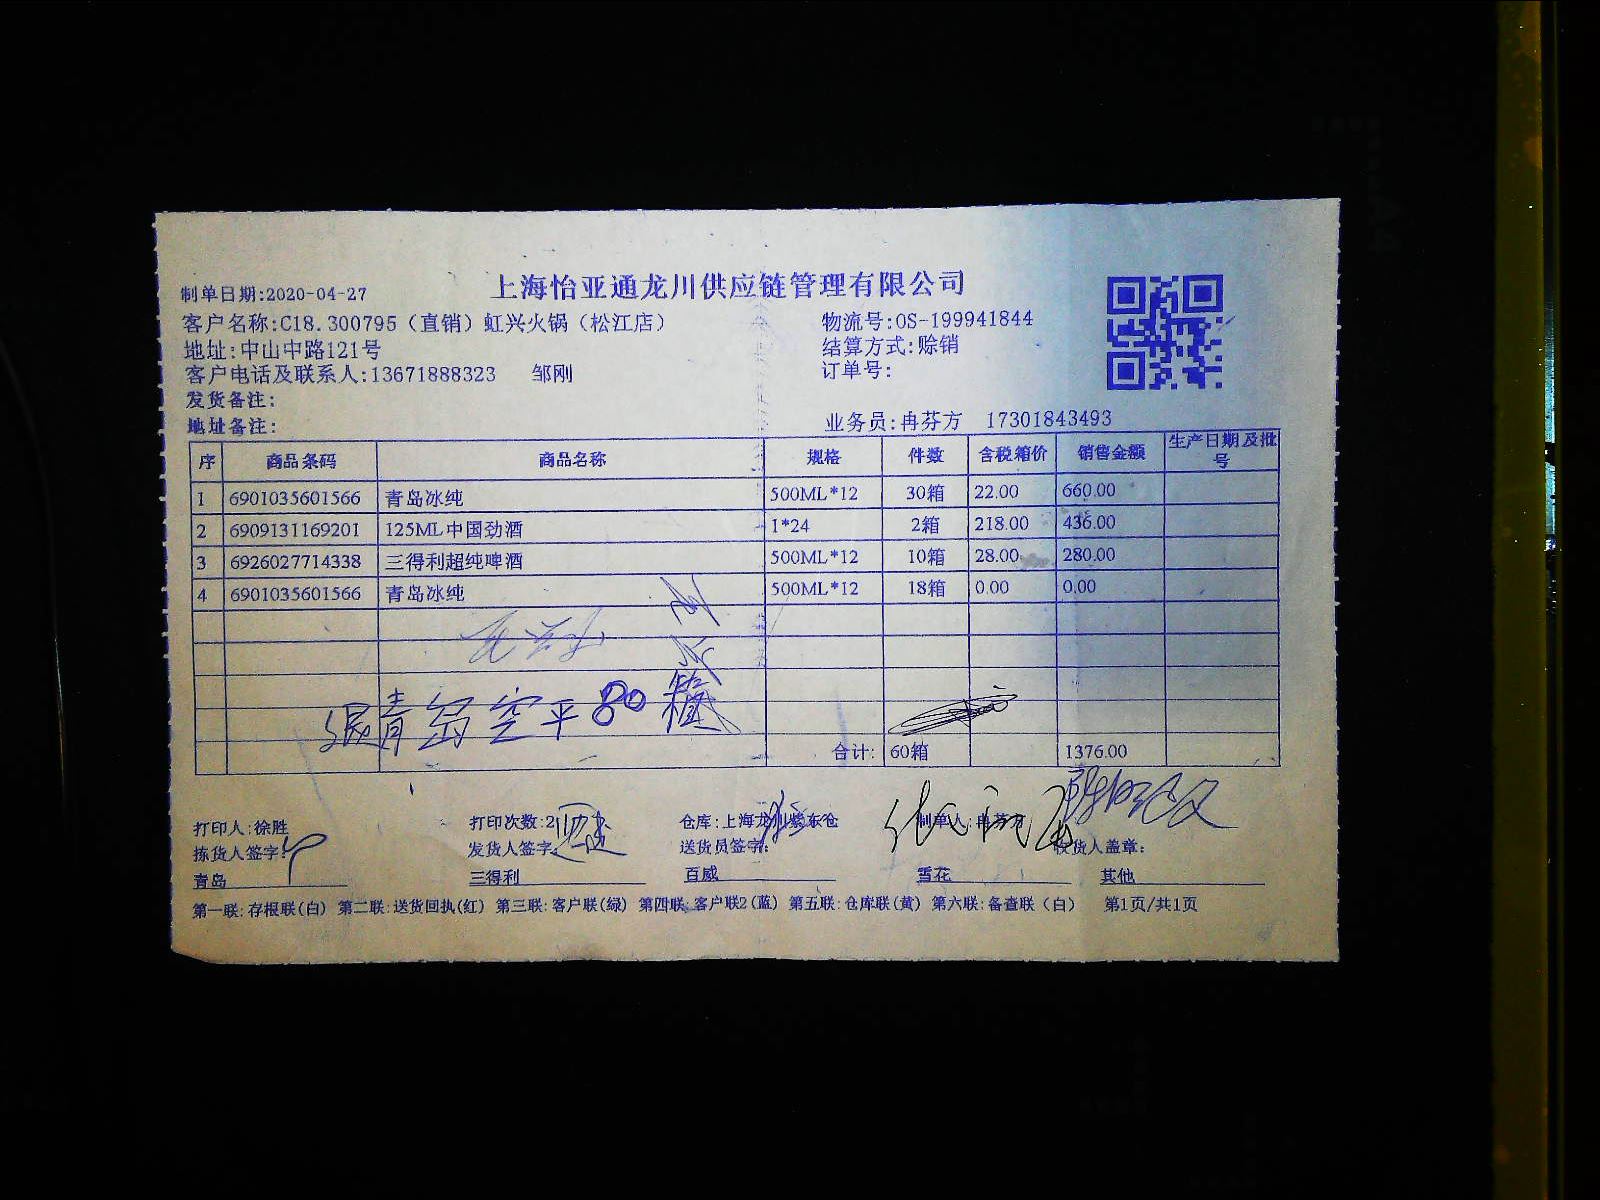 上海怡亚通龙川供应链管理有限公司
制单日期:2020-04-27
客户名称:C18.300795（直销）虹兴火锅（松江店） 物流号:OS-199941844
地址:中山中路121号 结算方式:赊销
客户电话及联系人:13671888323 邹刚 订单号:
发货备注:
地址备注: 业务员:冉芬方 17301843493
序 商品条码 商品名称 规格 件数 含税箱价 销售金额 生产日期及批号
1 6901035601566 青岛冰纯 500ML*12 30箱 22.00 660.00
2 6909131169201 125ML中国劲酒 1*24 2箱 218.00 436.00
3 6926027714338 三得利超纯啤酒 500ML*12 10箱 28.00 280.00
4 6901035601566 青岛冰纯 500ML*12 18箱 0.00 0.00
青岛空平80箱
合计: 60箱 1376.00
打印人:徐胜 打印次数:2 仓库:上海龙川紫东仓 制单人:冉芬方
拣货人签字: 发货人签字: 送货员签字: 收货人盖章:
青岛 三得利 百威 雪花 其他
第一联:存根联(白) 第二联:送货回执(红) 第三联:客户联(绿) 第四联:客户联2(蓝) 第五联:仓库联(黄) 第六联:备查联（白） 第1页/共1页